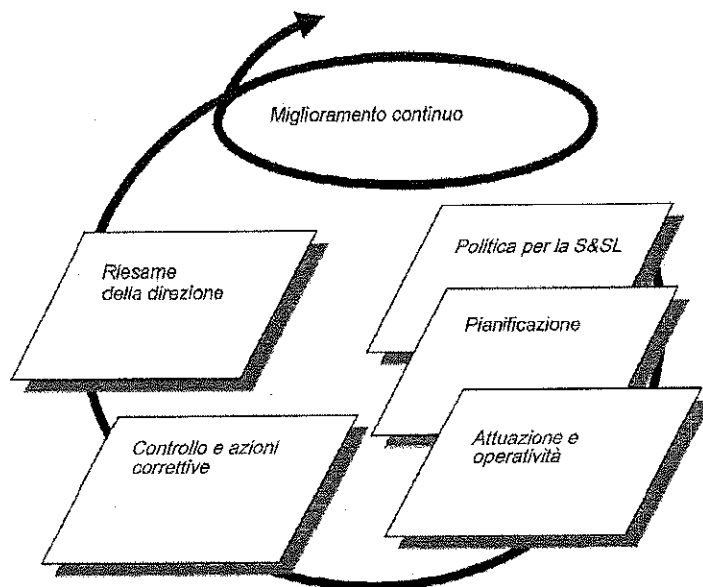 Miglioramento continuo
Politica per la S&SL
Pianificazione
Attuazione e
operatività
Controllo e azioni
correttive
Riesame
della direzione